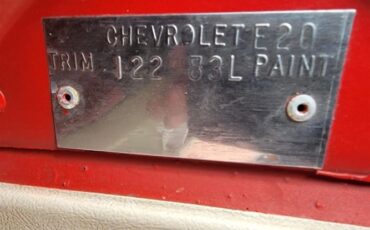 CHEVROLET E20
TRIM 122 83L PAINT